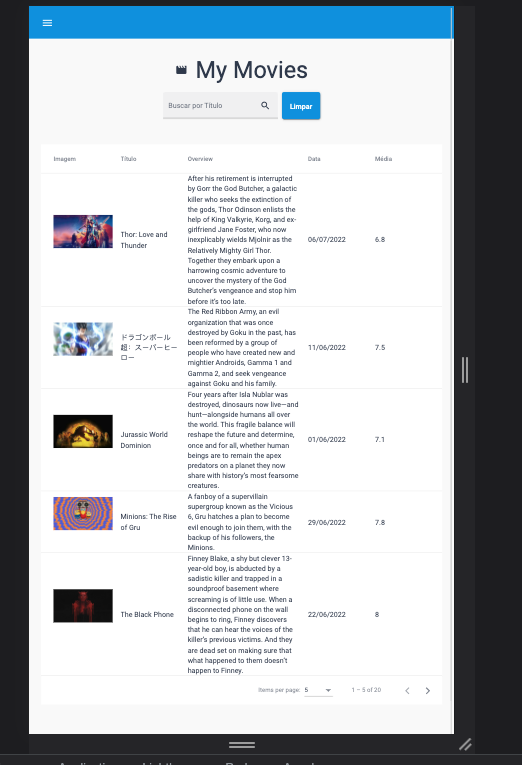 My Movies
Buscar por Título
Limpar
Imagem Título Overview Data Média
After his retirement is interrupted
by Gorr the God Butcher, a galactic
killer who seeks the extinction of
the gods, Thor Odinson enlists the
help of King Valkyrie, Korg, and ex-
girlfriend Jane Foster, who now
inexplicably wields Mjolnir as the
Relatively Mighty Girl Thor.
Together they embark upon a
harrowing cosmic adventure to
uncover the mystery of the God
Butcher's vengeance and stop him
before it's too late.
Thor: Love and
Thunder
06/07/2022
6.8
The Red Ribbon Army, an evil
organization that was once
destroyed by Goku in the past, has
been reformed by a group of
people who have created new and
mightier Androids, Gamma 1 and
Gamma 2, and seek vengeance
against Goku and his family.
ドラゴンボール
超：スーパーヒー
ロー
11/06/2022
7.5
Four years after Isla Nublar was
destroyed, dinosaurs now live—and
hunt—alongside humans all over
the world. This fragile balance will
reshape the future and determine,
once and for all, whether human
beings are to remain the apex
predators on a planet they now
share with history's most fearsome
creatures.
Jurassic World
Dominion
01/06/2022
7.1
A fanboy of a supervillain
supergroup known as the Vicious
6, Gru hatches a plan to become
evil enough to join them, with the
backup of his followers, the
Minions.
Minions: The Rise
of Gru
29/06/2022
7.8
Finney Blake, a shy but clever 13-
year-old boy, is abducted by a
sadistic killer and trapped in a
soundproof basement where
screaming is of little use. When a
disconnected phone on the wall
begins to ring, Finney discovers
that he can hear the voices of the
killer's previous victims. And they
are dead set on making sure that
what happened to them doesn't
happen to Finney.
The Black Phone
22/06/2022
8
Items per page: 5 1 – 5 of 20